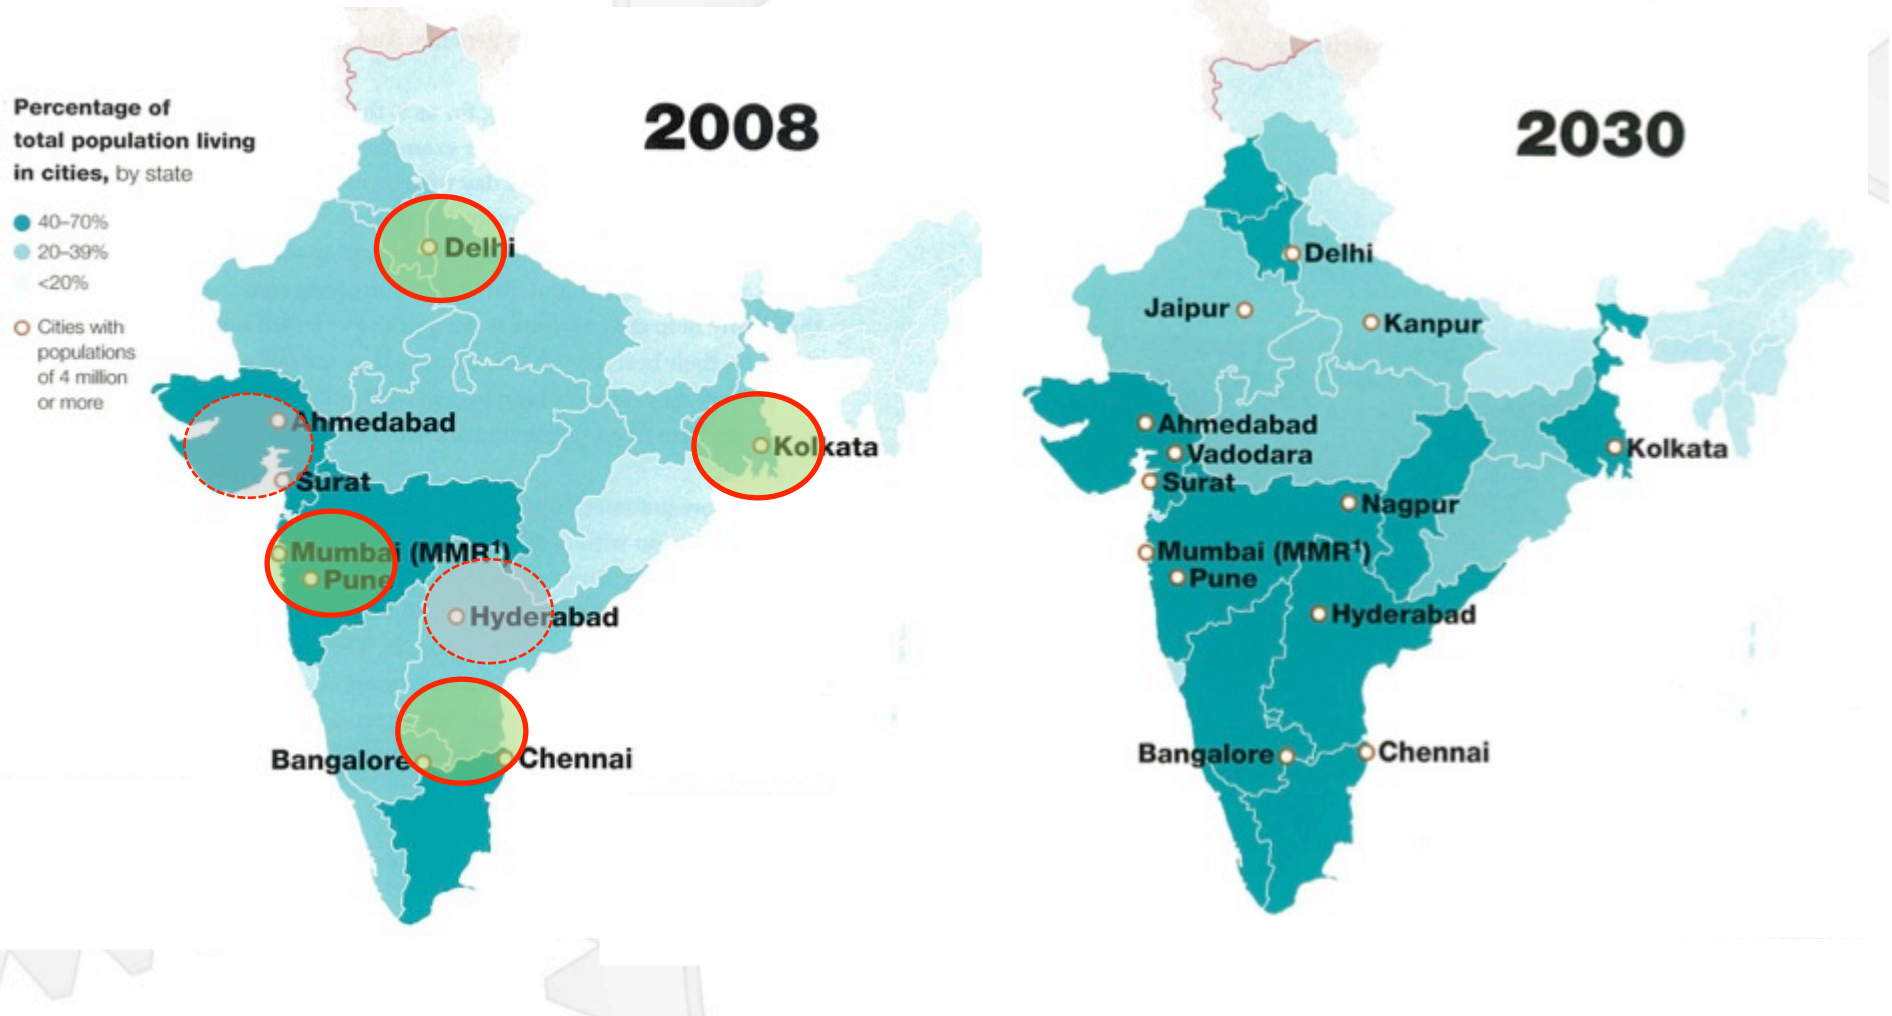 Percentage of
total population living
in cities, by state
40–70%
20–39%
<20%
Cities with
populations
of 4 million
or more
2008
Delhi
Ahmedabad
Kolkata
Surat
Mumbai (MMR¹)
Pune
Hyderabad
Bangalore
Chennai
2030
Delhi
Jaipur
Kanpur
Ahmedabad
Vadodara
Kolkata
Surat
Nagpur
Mumbai (MMR¹)
Pune
Hyderabad
Bangalore
Chennai